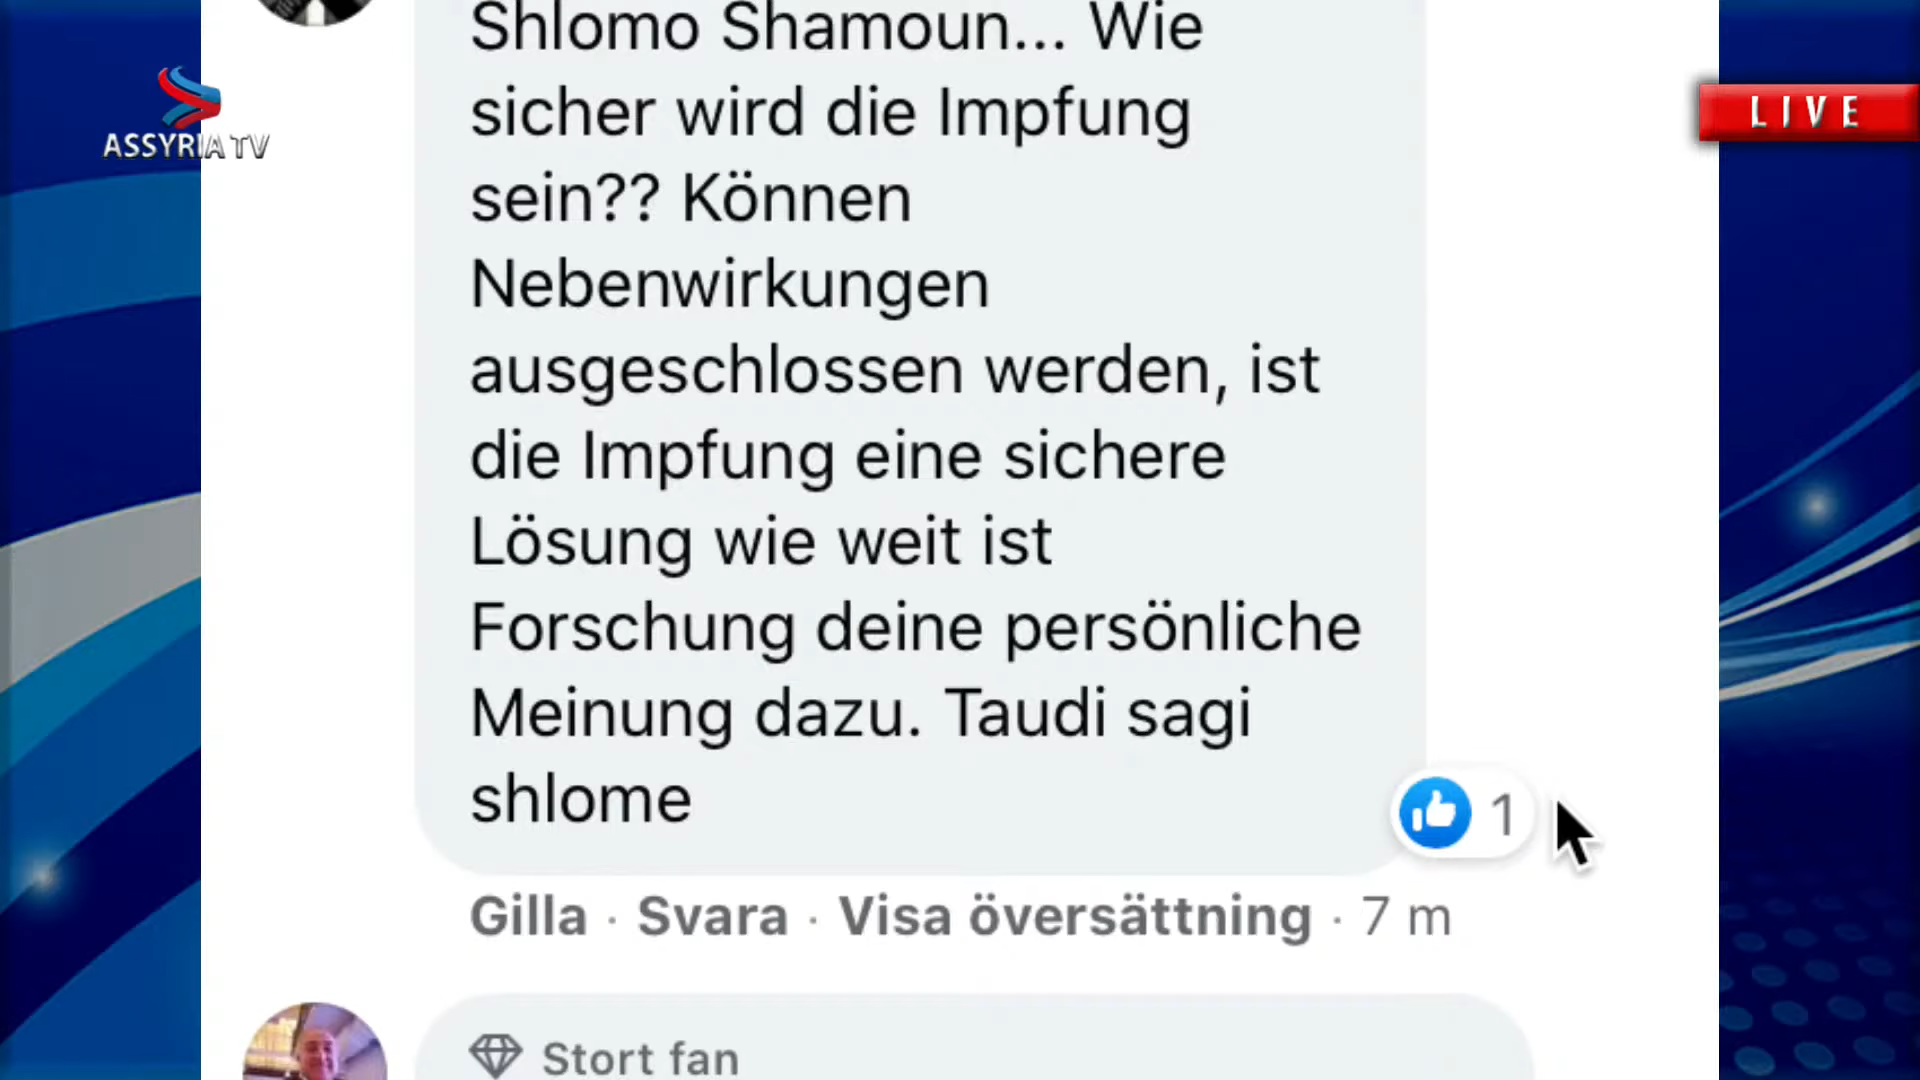 Shlomo Shamoun... Wie
sicher wird die Impfung
sein?? Können
Nebenwirkungen
ausgeschlossen werden, ist
die Impfung eine sichere
Lösung wie weit ist
Forschung deine persönliche
Meinung dazu. Taudi sagi
shlome
1
Gilla · Svara · Visa översättning · 7 m
Stort fan
ASSYRIA TV
LIVE